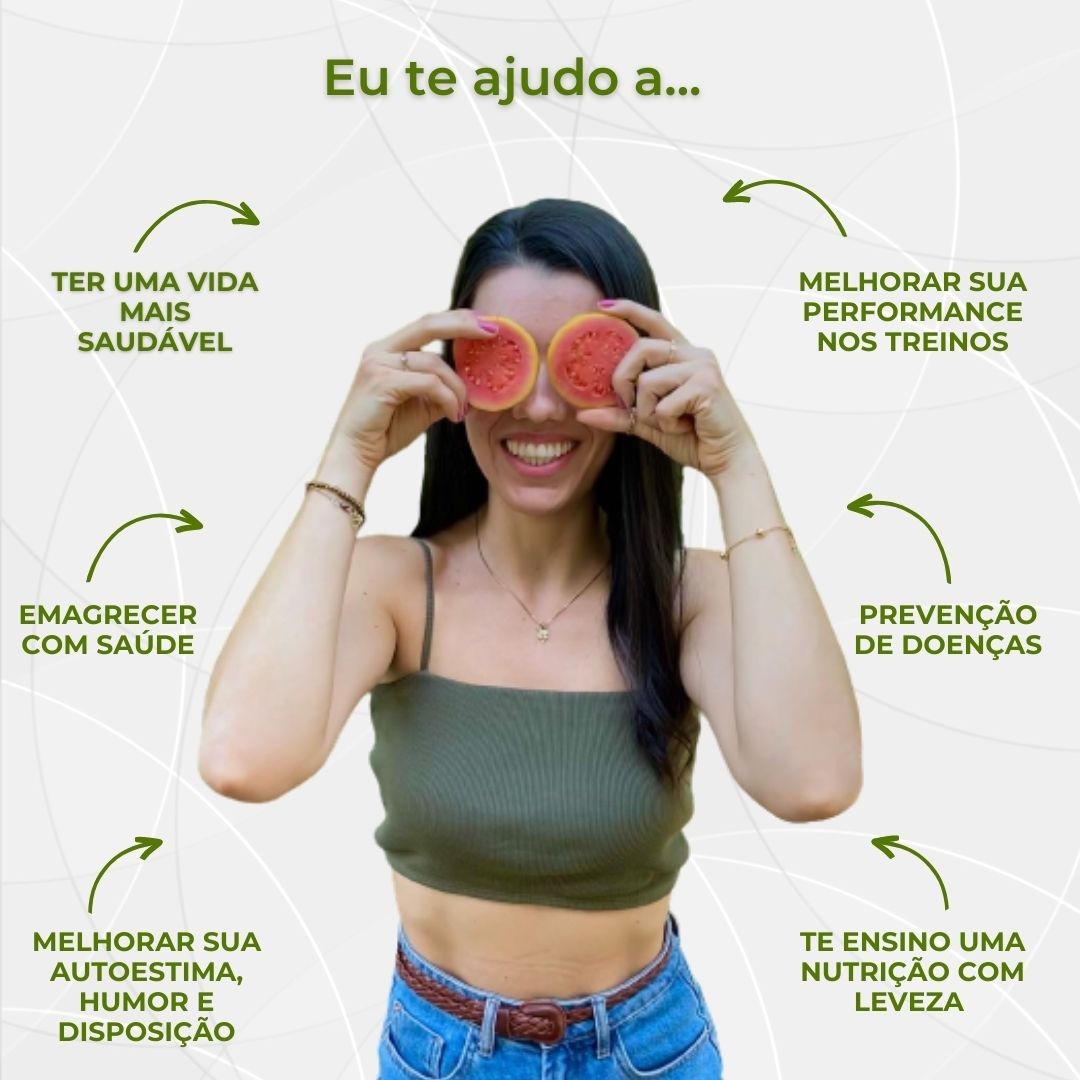 Eu te ajudo a...
TER UMA VIDA
MAIS
SAUDÁVEL
MELHORAR SUA
PERFORMANCE
NOS TREINOS
EMAGRECER
COM SAÚDE
PREVENÇÃO
DE DOENÇAS
MELHORAR SUA
AUTOESTIMA,
HUMOR E
DISPOSIÇÃO
TE ENSINO UMA
NUTRIÇÃO COM
LEVEZA